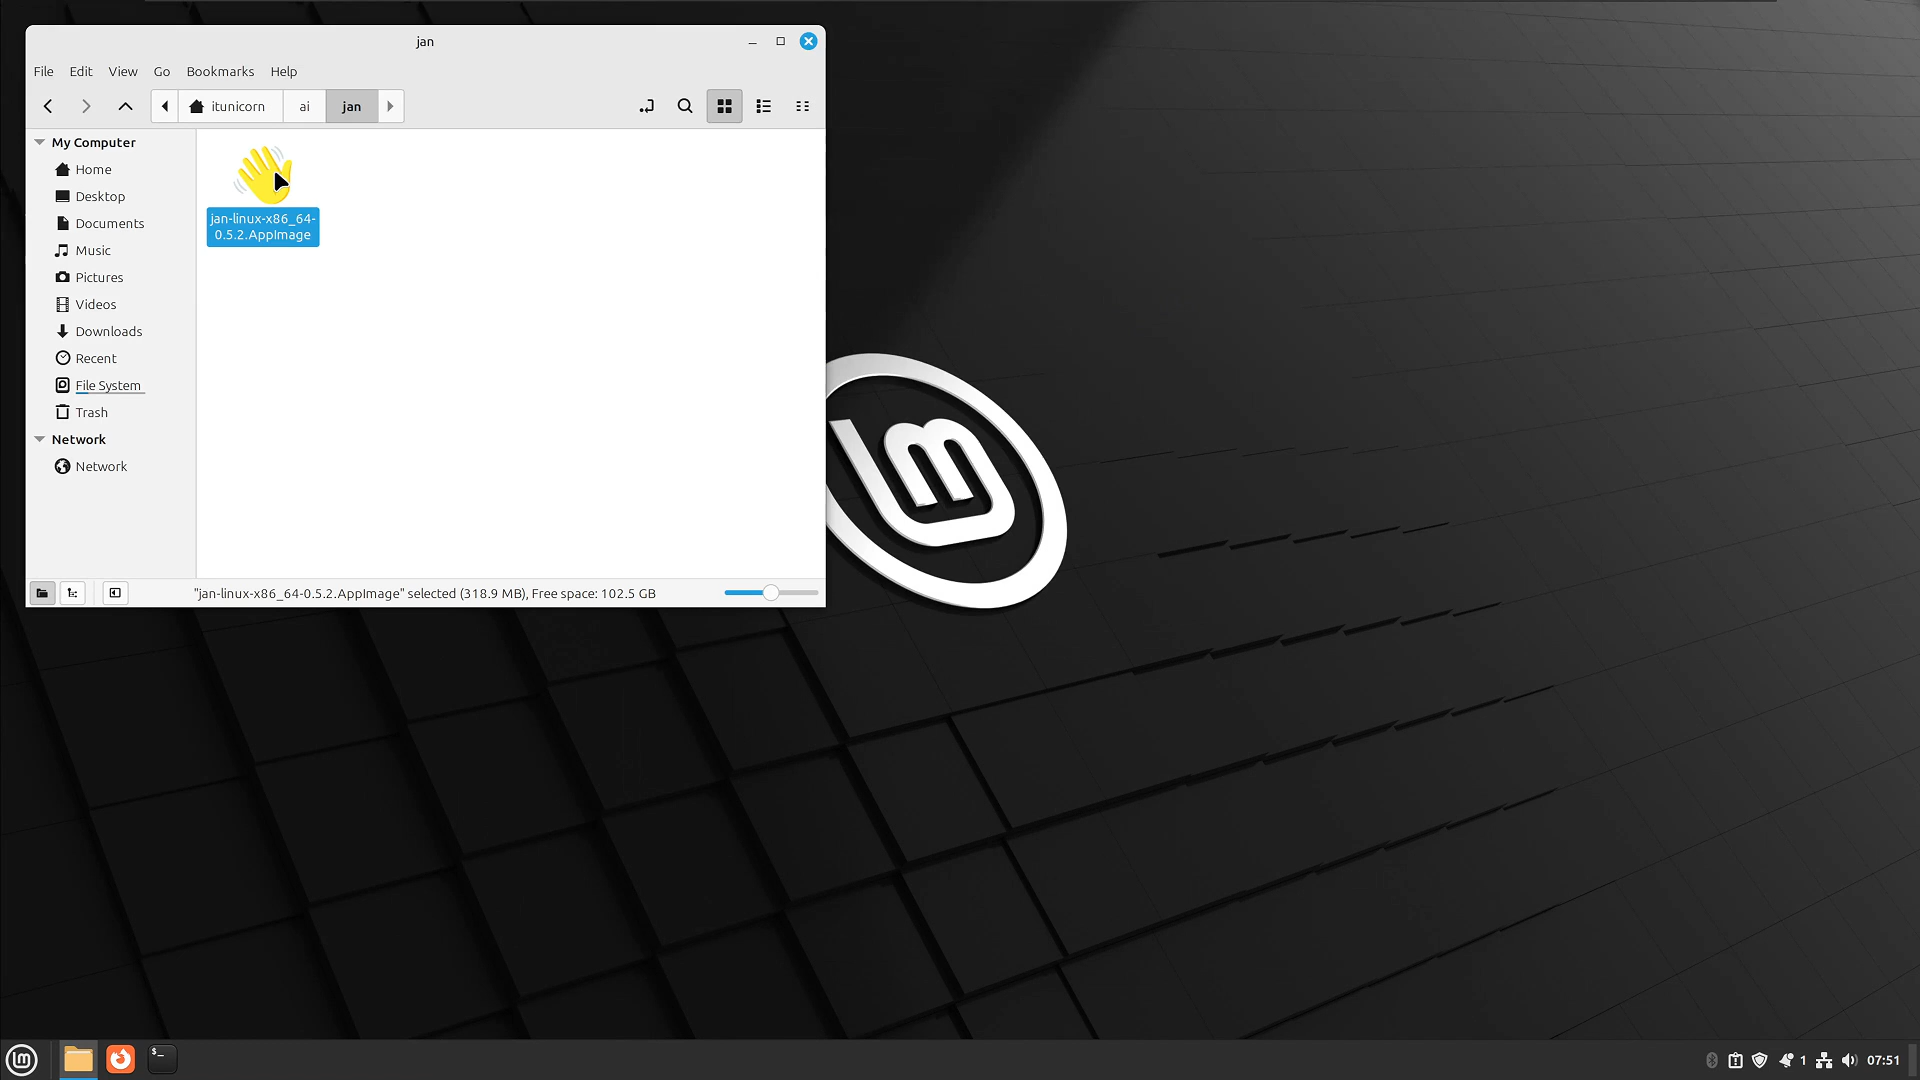 jan
File Edit View Go Bookmarks Help
itunicorn ai jan
My Computer
Home
Desktop
Documents
Music
Pictures
Videos
Downloads
Recent
File System
Trash
Network
Network
jan-linux-x86_64-
0.5.2.AppImage
"jan-linux-x86_64-0.5.2.AppImage" selected (318.9 MB), Free space: 102.5 GB
lm
lm
$_
1 07:51